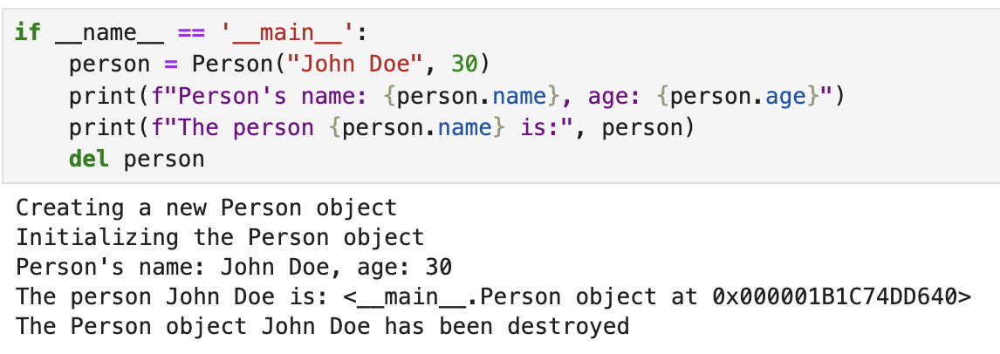 if __name__ == '__main__':
    person = Person("John Doe", 30)
    print(f"Person's name: {person.name}, age: {person.age}")
    print(f"The person {person.name} is:", person)
    del person
Creating a new Person object
Initializing the Person object
Person's name: John Doe, age: 30
The person John Doe is: <__main__.Person object at 0x000001B1C74DD640>
The Person object John Doe has been destroyed